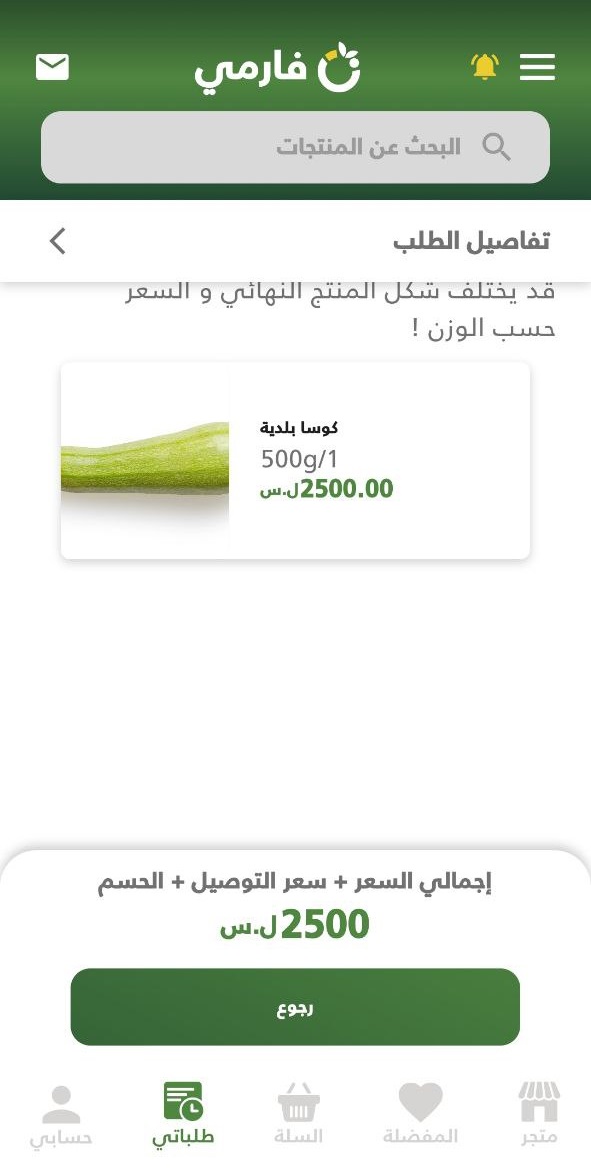 فارمي
البحث عن المنتجات
تفاصيل الطلب
قد يختلف شكل المنتج النهائي و السعر
حسب الوزن !
كوسا بلدية
500g/1
2500.00ل.س
إجمالي السعر + سعر التوصيل + الحسم
2500ل.س
رجوع
متجر
المفضلة
السلة
طلباتي
حسابي